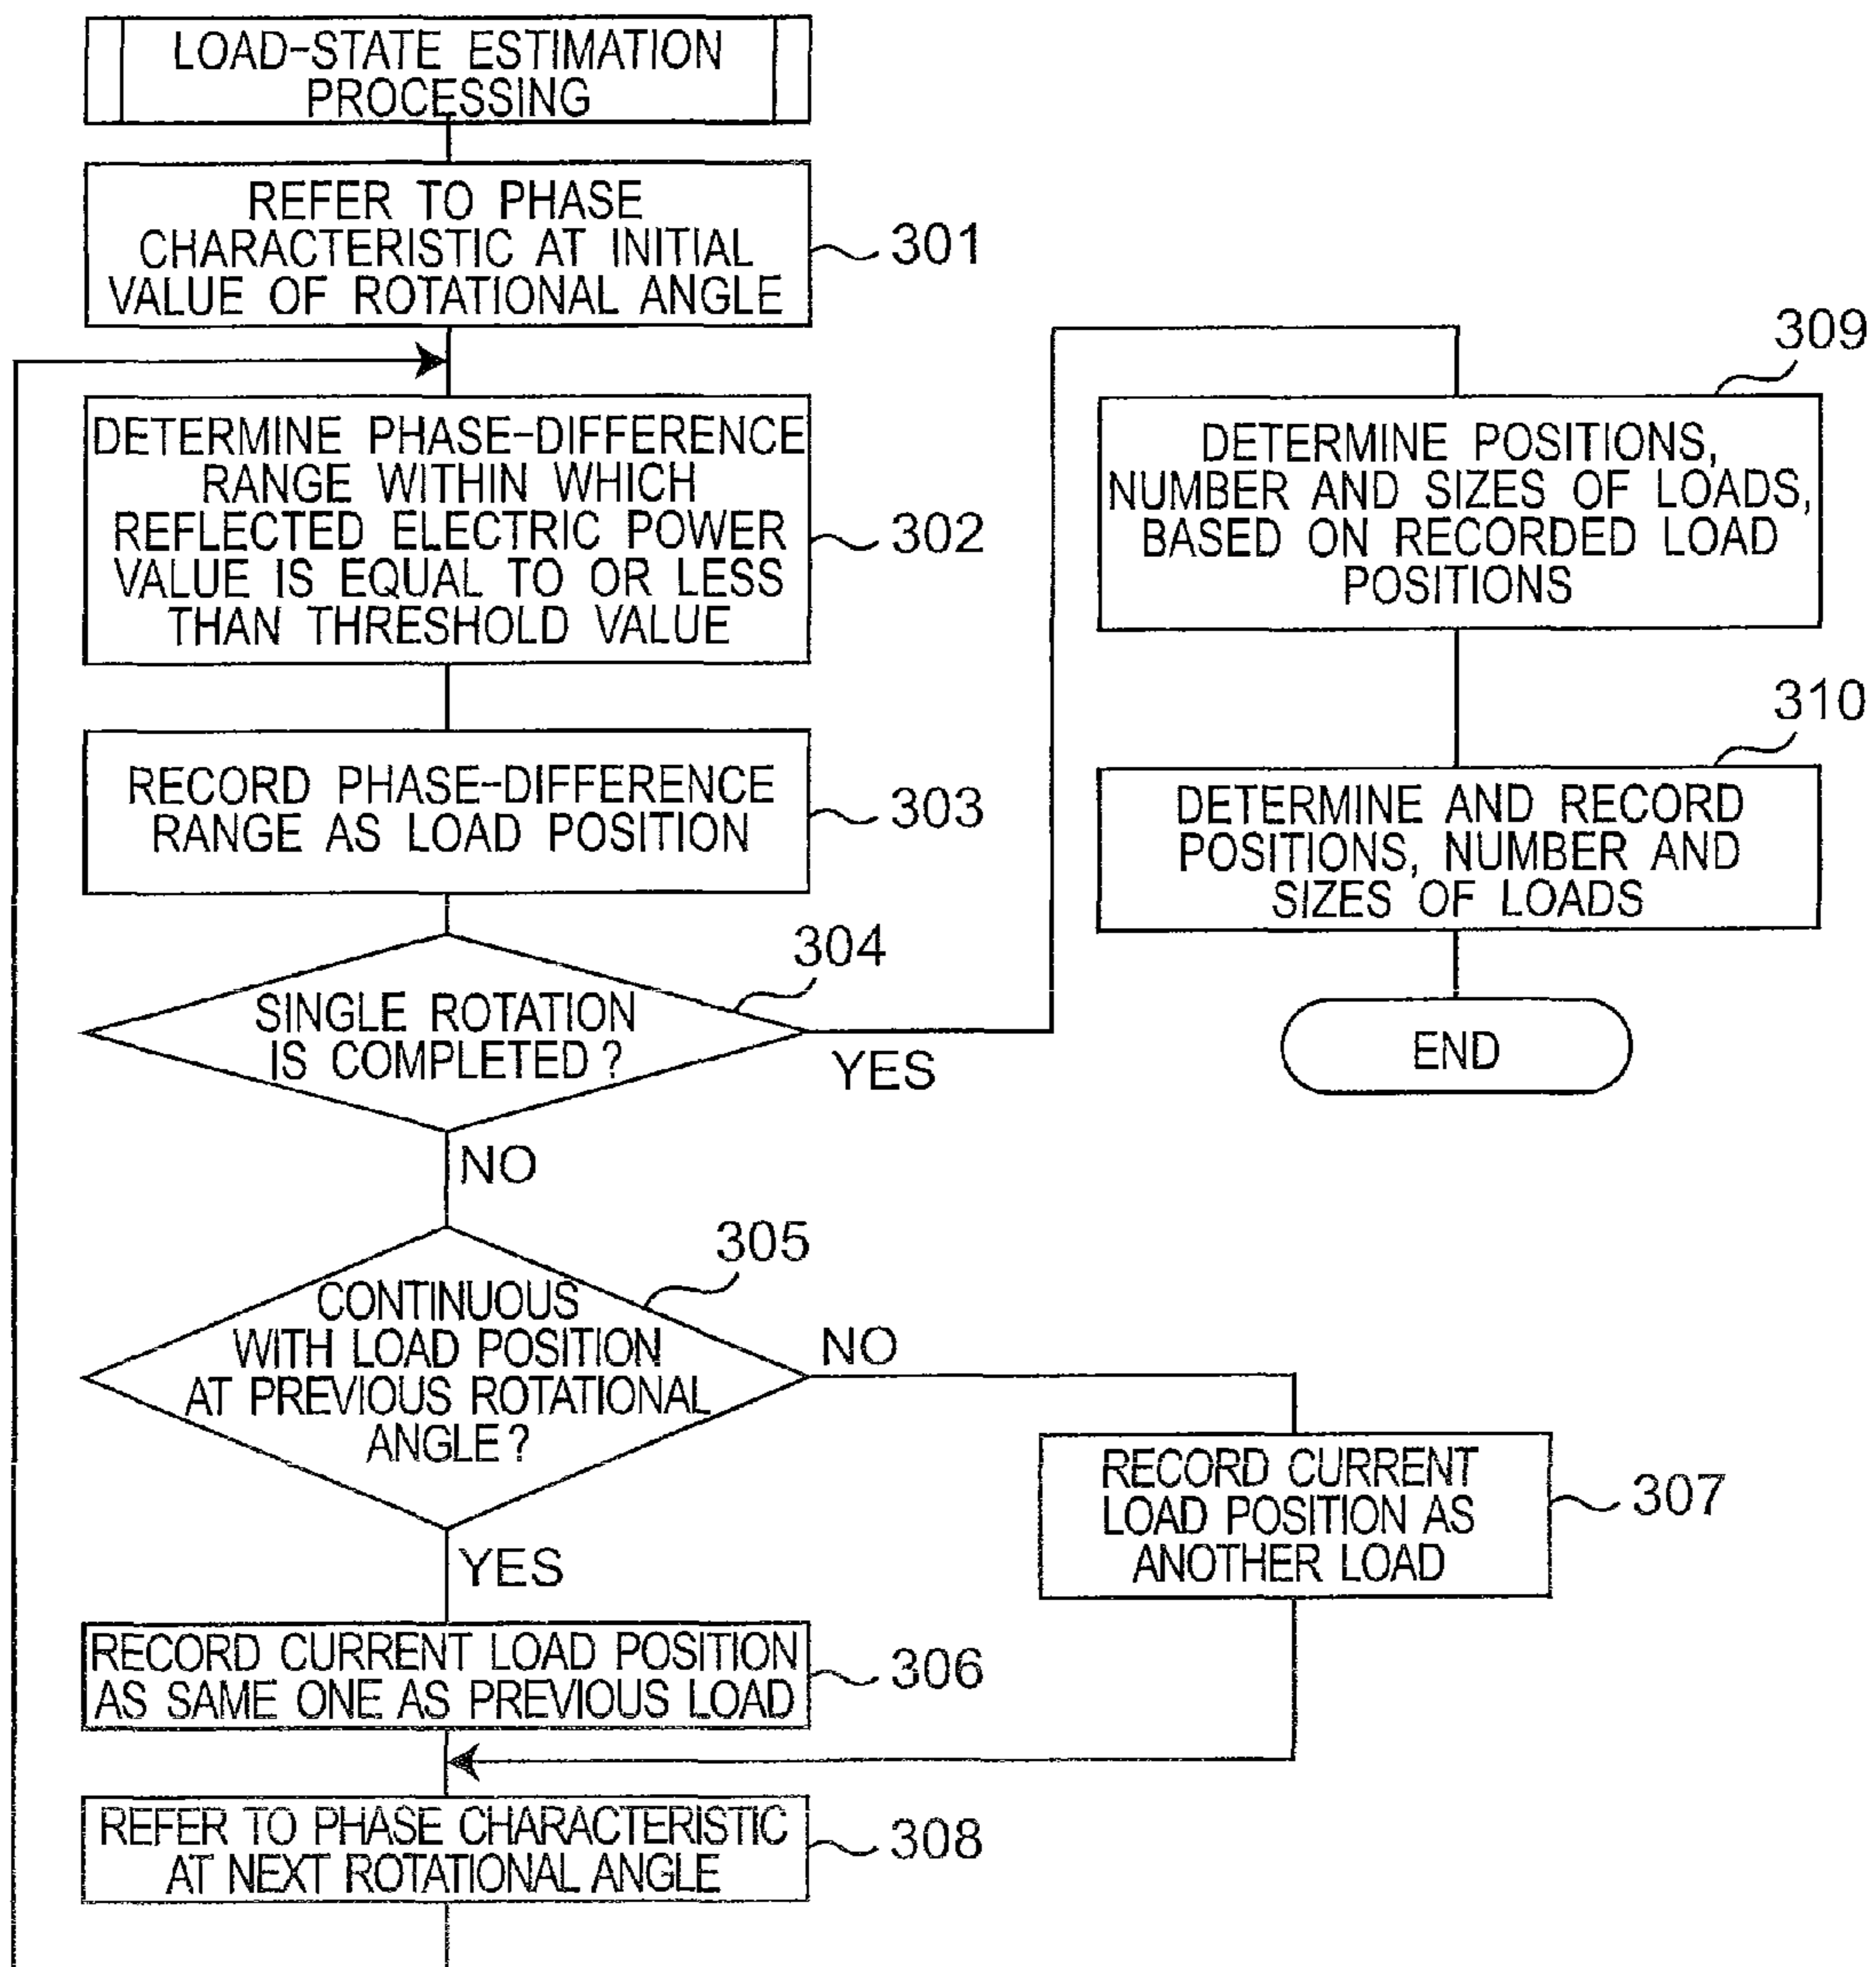 LOAD-STATE ESTIMATION
PROCESSING
REFER TO PHASE
CHARACTERISTIC AT INITIAL
VALUE OF ROTATIONAL ANGLE
301
DETERMINE PHASE-DIFFERENCE
RANGE WITHIN WHICH
REFLECTED ELECTRIC POWER
VALUE IS EQUAL TO OR LESS
THAN THRESHOLD VALUE
302
RECORD PHASE-DIFFERENCE
RANGE AS LOAD POSITION
303
304
SINGLE ROTATION
IS COMPLETED ?
YES
NO
305
CONTINUOUS
WITH LOAD POSITION
AT PREVIOUS ROTATIONAL
ANGLE ?
NO
YES
RECORD CURRENT LOAD POSITION
AS SAME ONE AS PREVIOUS LOAD
306
RECORD CURRENT
LOAD POSITION AS
ANOTHER LOAD
307
REFER TO PHASE CHARACTERISTIC
AT NEXT ROTATIONAL ANGLE
308
309
DETERMINE POSITIONS,
NUMBER AND SIZES OF LOADS,
BASED ON RECORDED LOAD
POSITIONS
310
DETERMINE AND RECORD
POSITIONS, NUMBER AND
SIZES OF LOADS
END